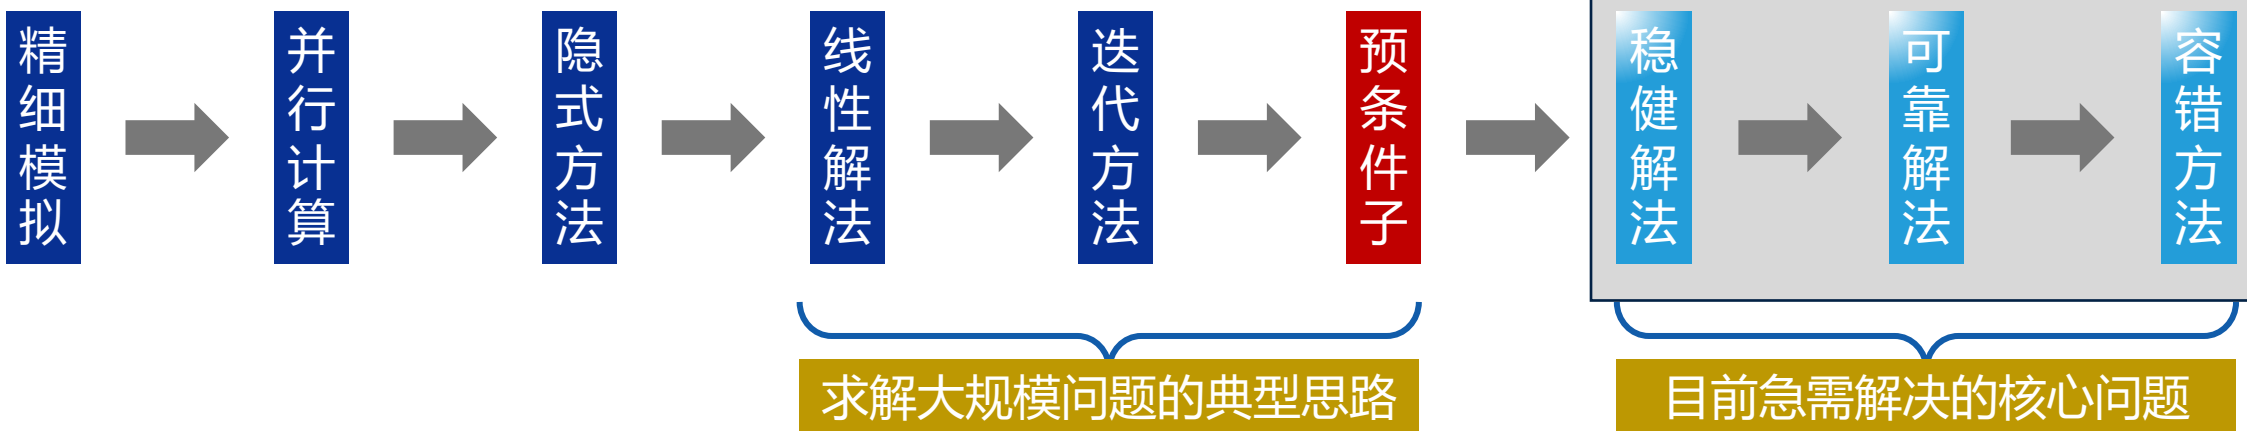 精细模拟
并行计算
隐式方法
线性解法
迭代方法
预条件子
稳健解法
可靠解法
容错方法
求解大规模问题的典型思路
目前急需解决的核心问题